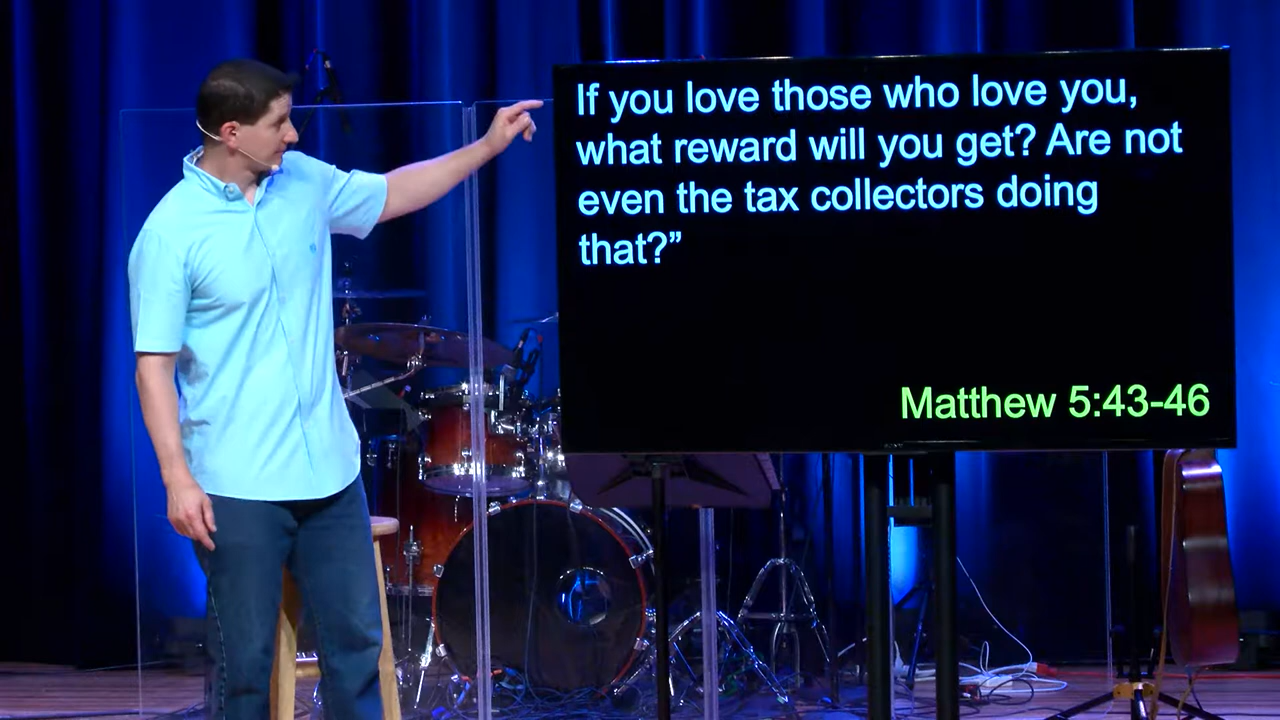 If you love those who love you,
what reward will you get? Are not
even the tax collectors doing
that?”
Matthew 5:43-46